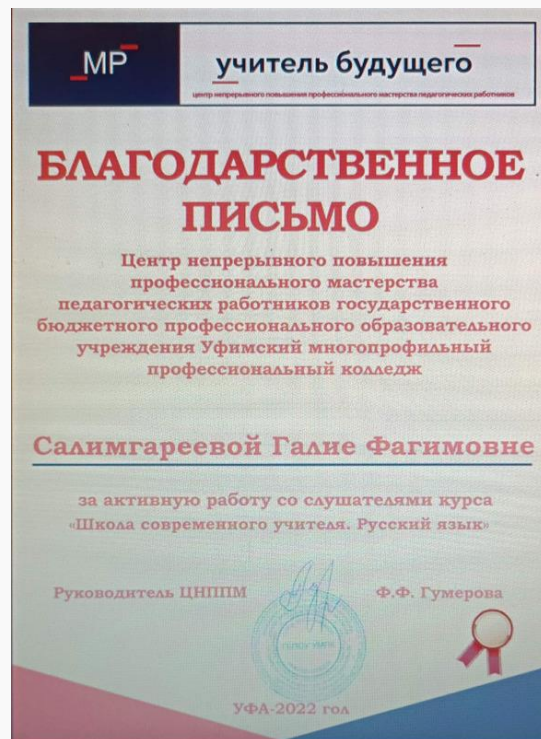 МР
учитель будущего
центр непрерывного повышения профессионального мастерства педагогических работников
БЛАГОДАРСТВЕННОЕ
ПИСЬМО
Центр непрерывного повышения
профессионального мастерства
педагогических работников государственного
бюджетного профессионального образовательного
учреждения Уфимский многопрофильный
профессиональный колледж
Салимгареевой Галие Фагимовне
за активную работу со слушателями курса
«Школа современного учителя. Русский язык»
Руководитель ЦНППМ
Ф.Ф. Гумерова
УФА-2022 год